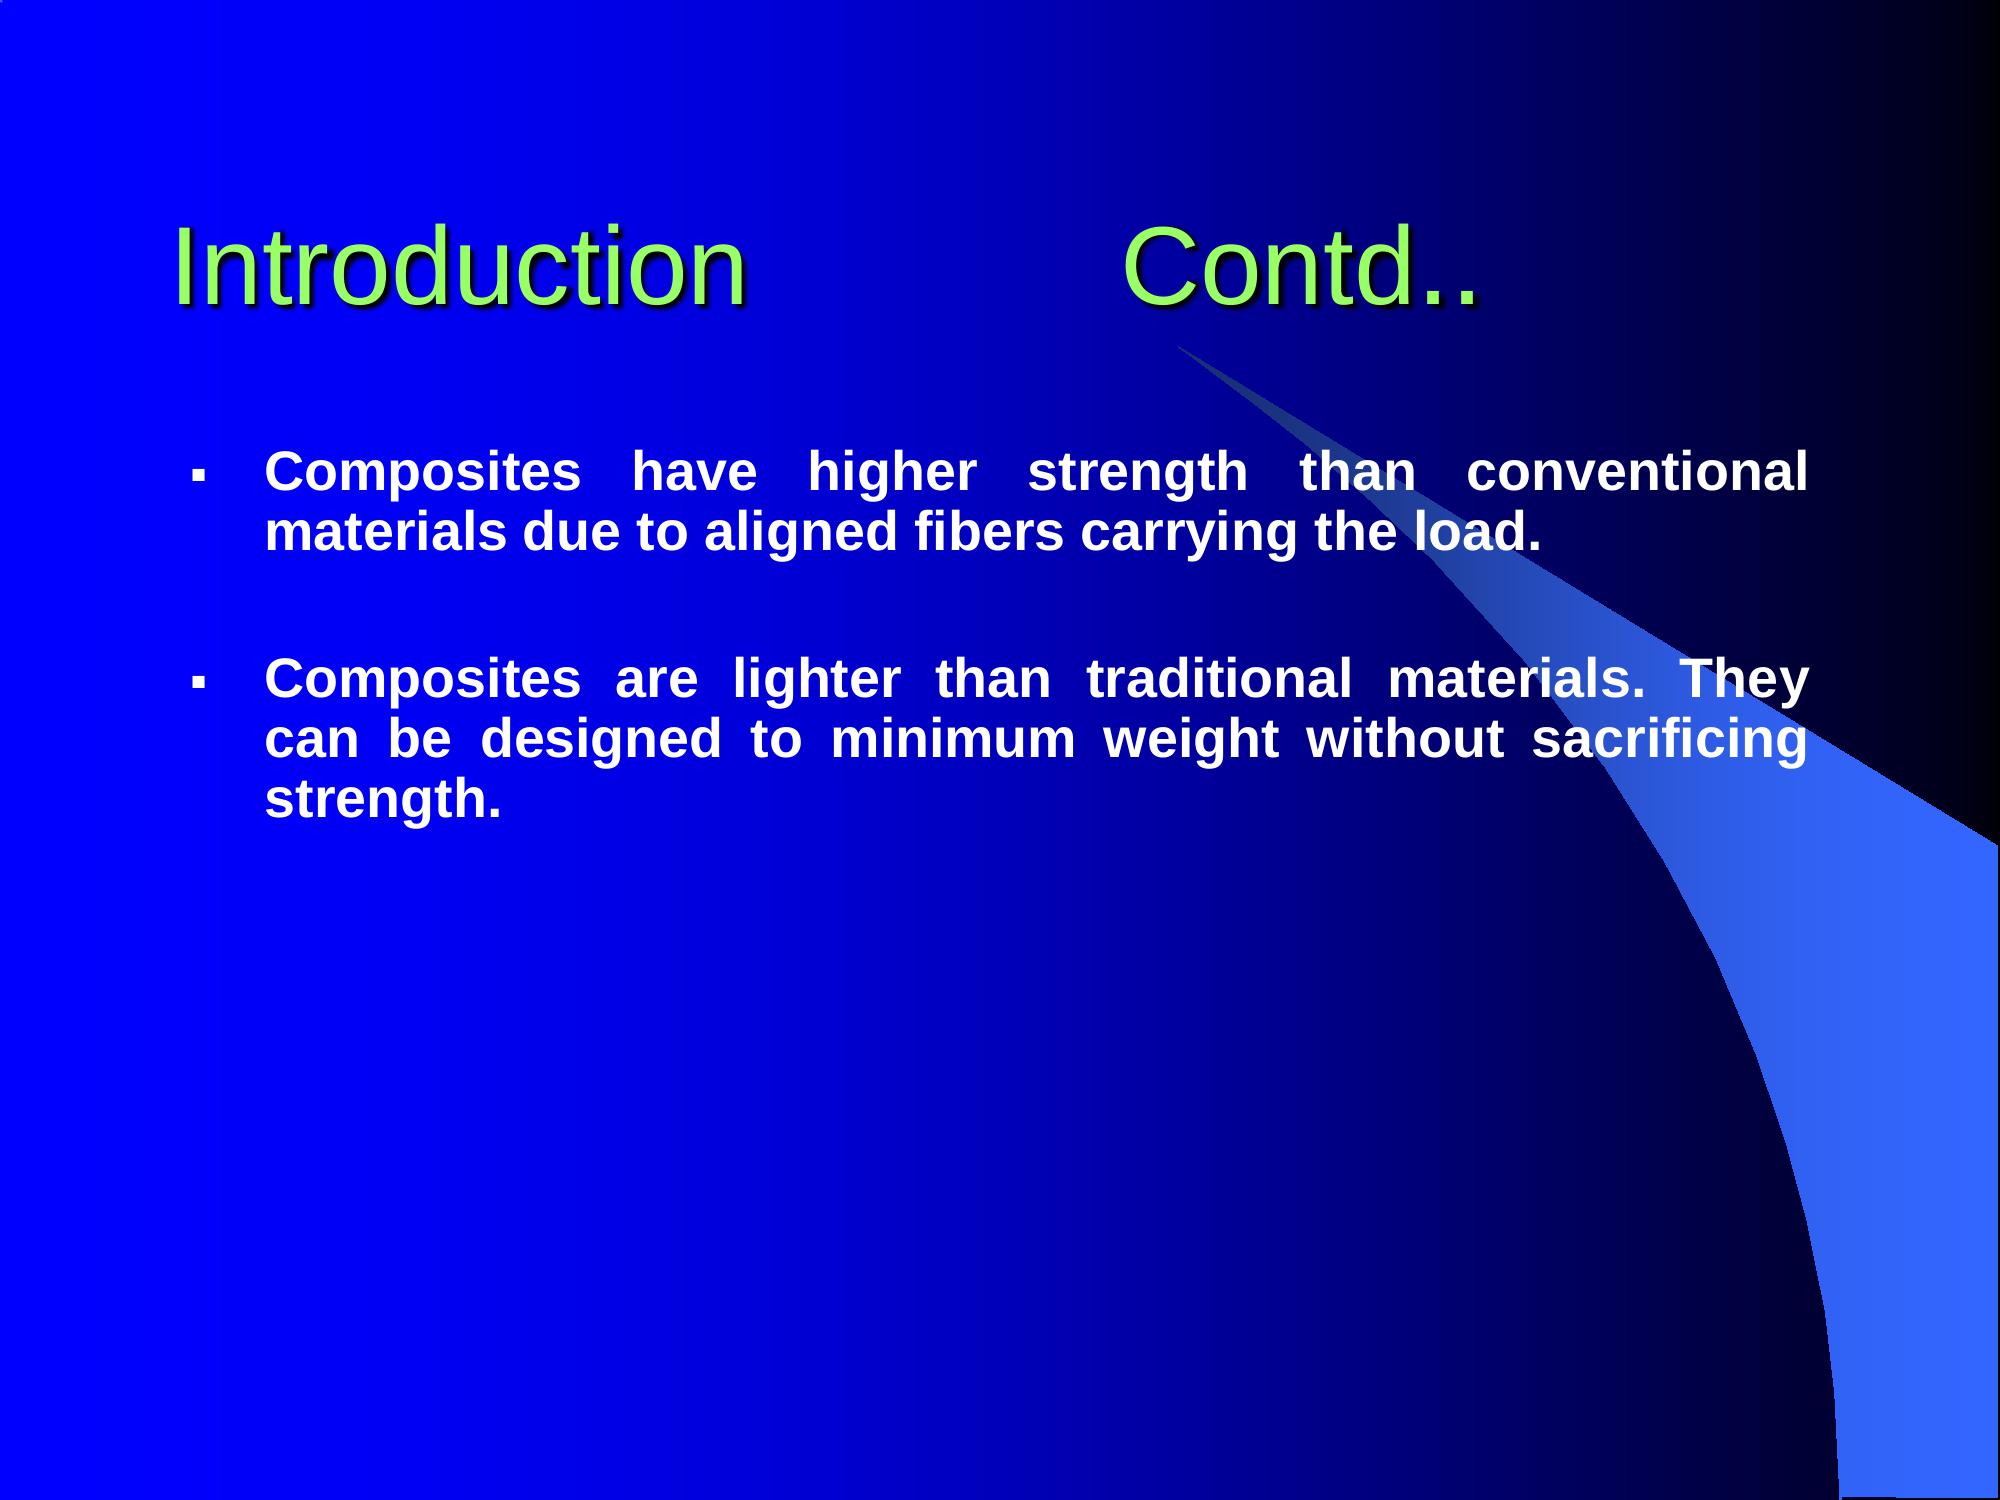 Introduction Contd..
▪ Composites have higher strength than conventional
materials due to aligned fibers carrying the load.
▪ Composites are lighter than traditional materials. They
can be designed to minimum weight without sacrificing
strength.